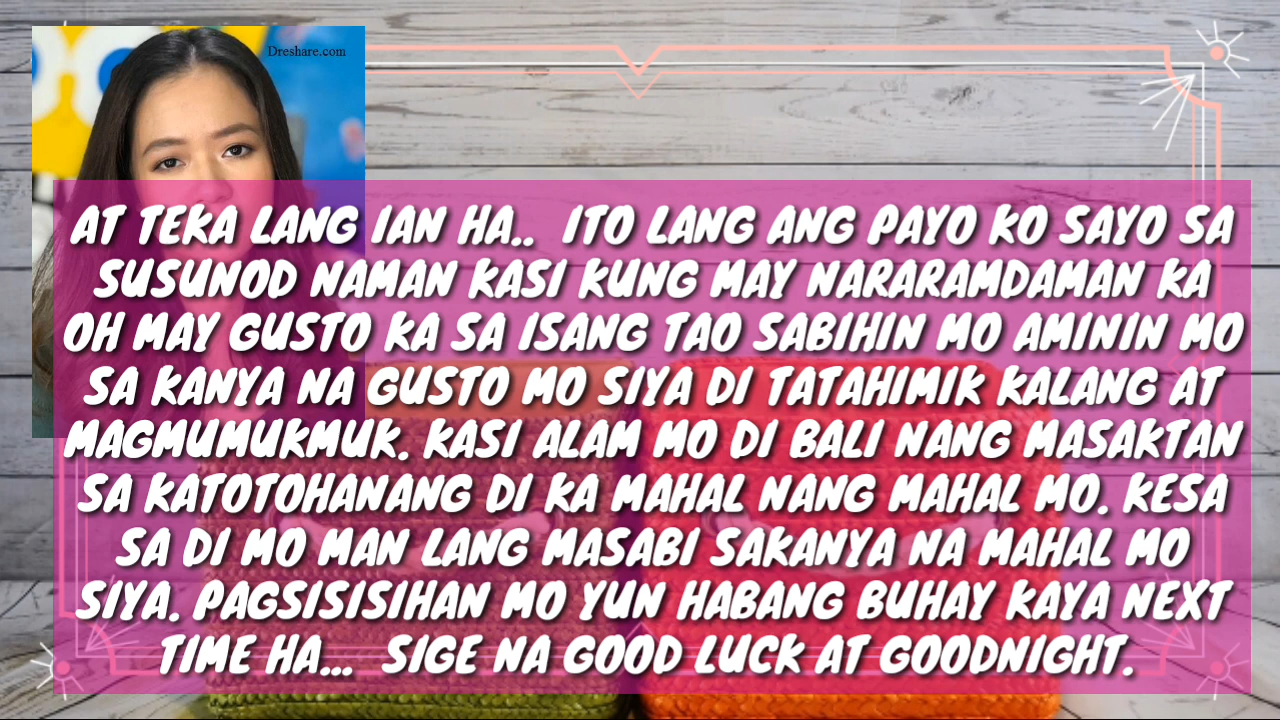 Dreshare.com
AT TEKA LANG IAN HA.. ITO LANG ANG PAYO KO SAYO SA
SUSUNOD NAMAN KASI KUNG MAY NARARAMDAMAN KA
OH MAY GUSTO KA SA ISANG TAO SABIHIN MO AMININ MO
SA KANYA NA GUSTO MO SIYA DI TATAHIMIK KALANG AT
MAGMUMUKMUK. KASI ALAM MO DI BALI NANG MASAKTAN
SA KATOTOHANANG DI KA MAHAL NANG MAHAL MO. KESA
SA DI MO MAN LANG MASABI SAKANYA NA MAHAL MO
SIYA. PAGSISISIHAN MO YUN HABANG BUHAY KAYA NEXT
TIME HA... SIGE NA GOOD LUCK AT GOODNIGHT.